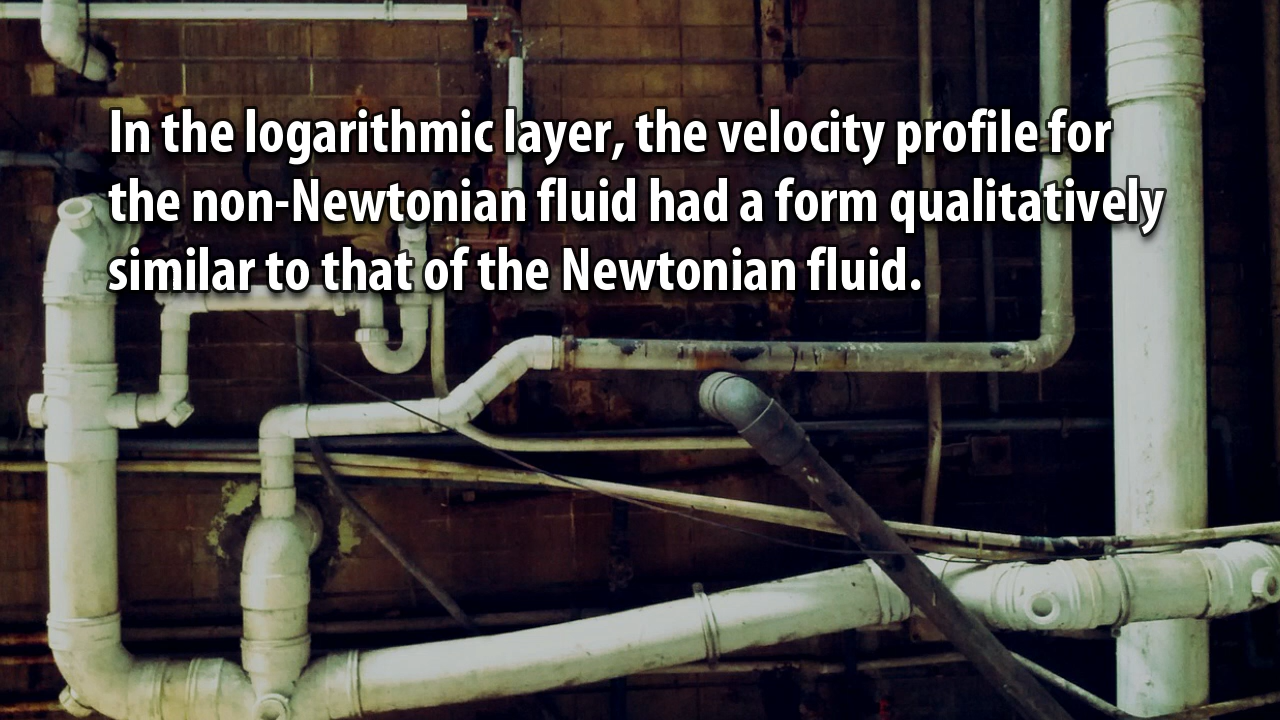 In the logarithmic layer, the velocity profile for
the non-Newtonian fluid had a form qualitatively
similar to that of the Newtonian fluid.